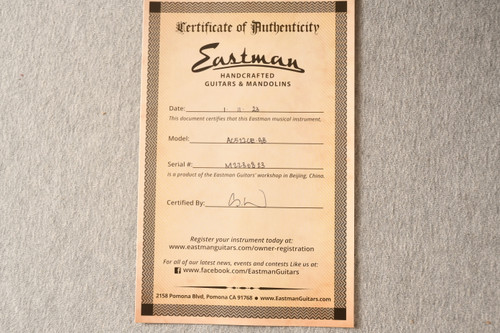 Certificate of Authenticity
Eastman
HANDCRAFTED
GUITARS & MANDOLINS
Date:
This document certifies that this Eastman musical instrument.
Model: AC512CE-BB
Serial #: M2230833
is a product of the Eastman Guitars' workshop in Beijing, China.
Certified By:
Register your instrument today at:
www.eastmanguitars.com/owner-registration
For all of our latest news, events and contests Like us at:
www.facebook.com/EastmanGuitars
2158 Pomona Blvd, Pomona CA 91768 ● www.EastmanGuitars.com